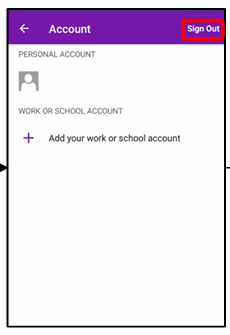 Account
Sign Out
PERSONAL ACCOUNT
WORK OR SCHOOL ACCOUNT
Add your work or school account